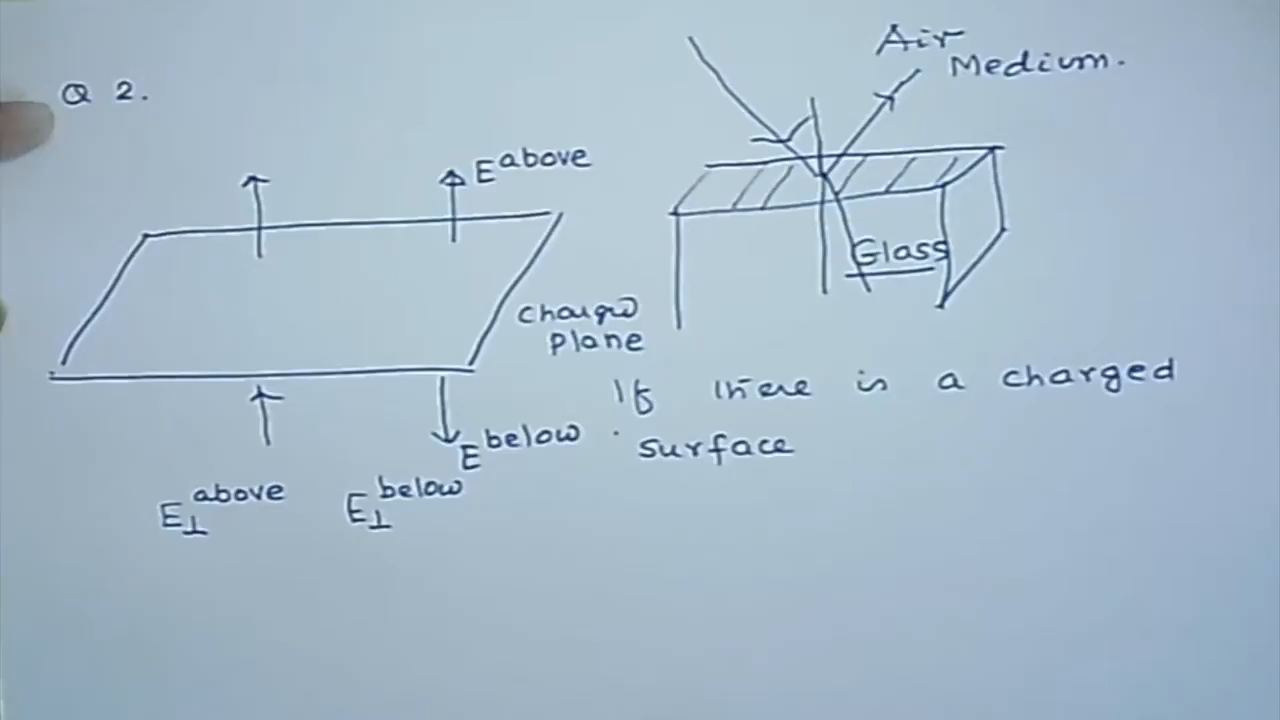 Q 2.
Air
Medium.
E above
Glass
Charged
Plane
E below
E⊥ above E⊥ below
If there is a charged
surface